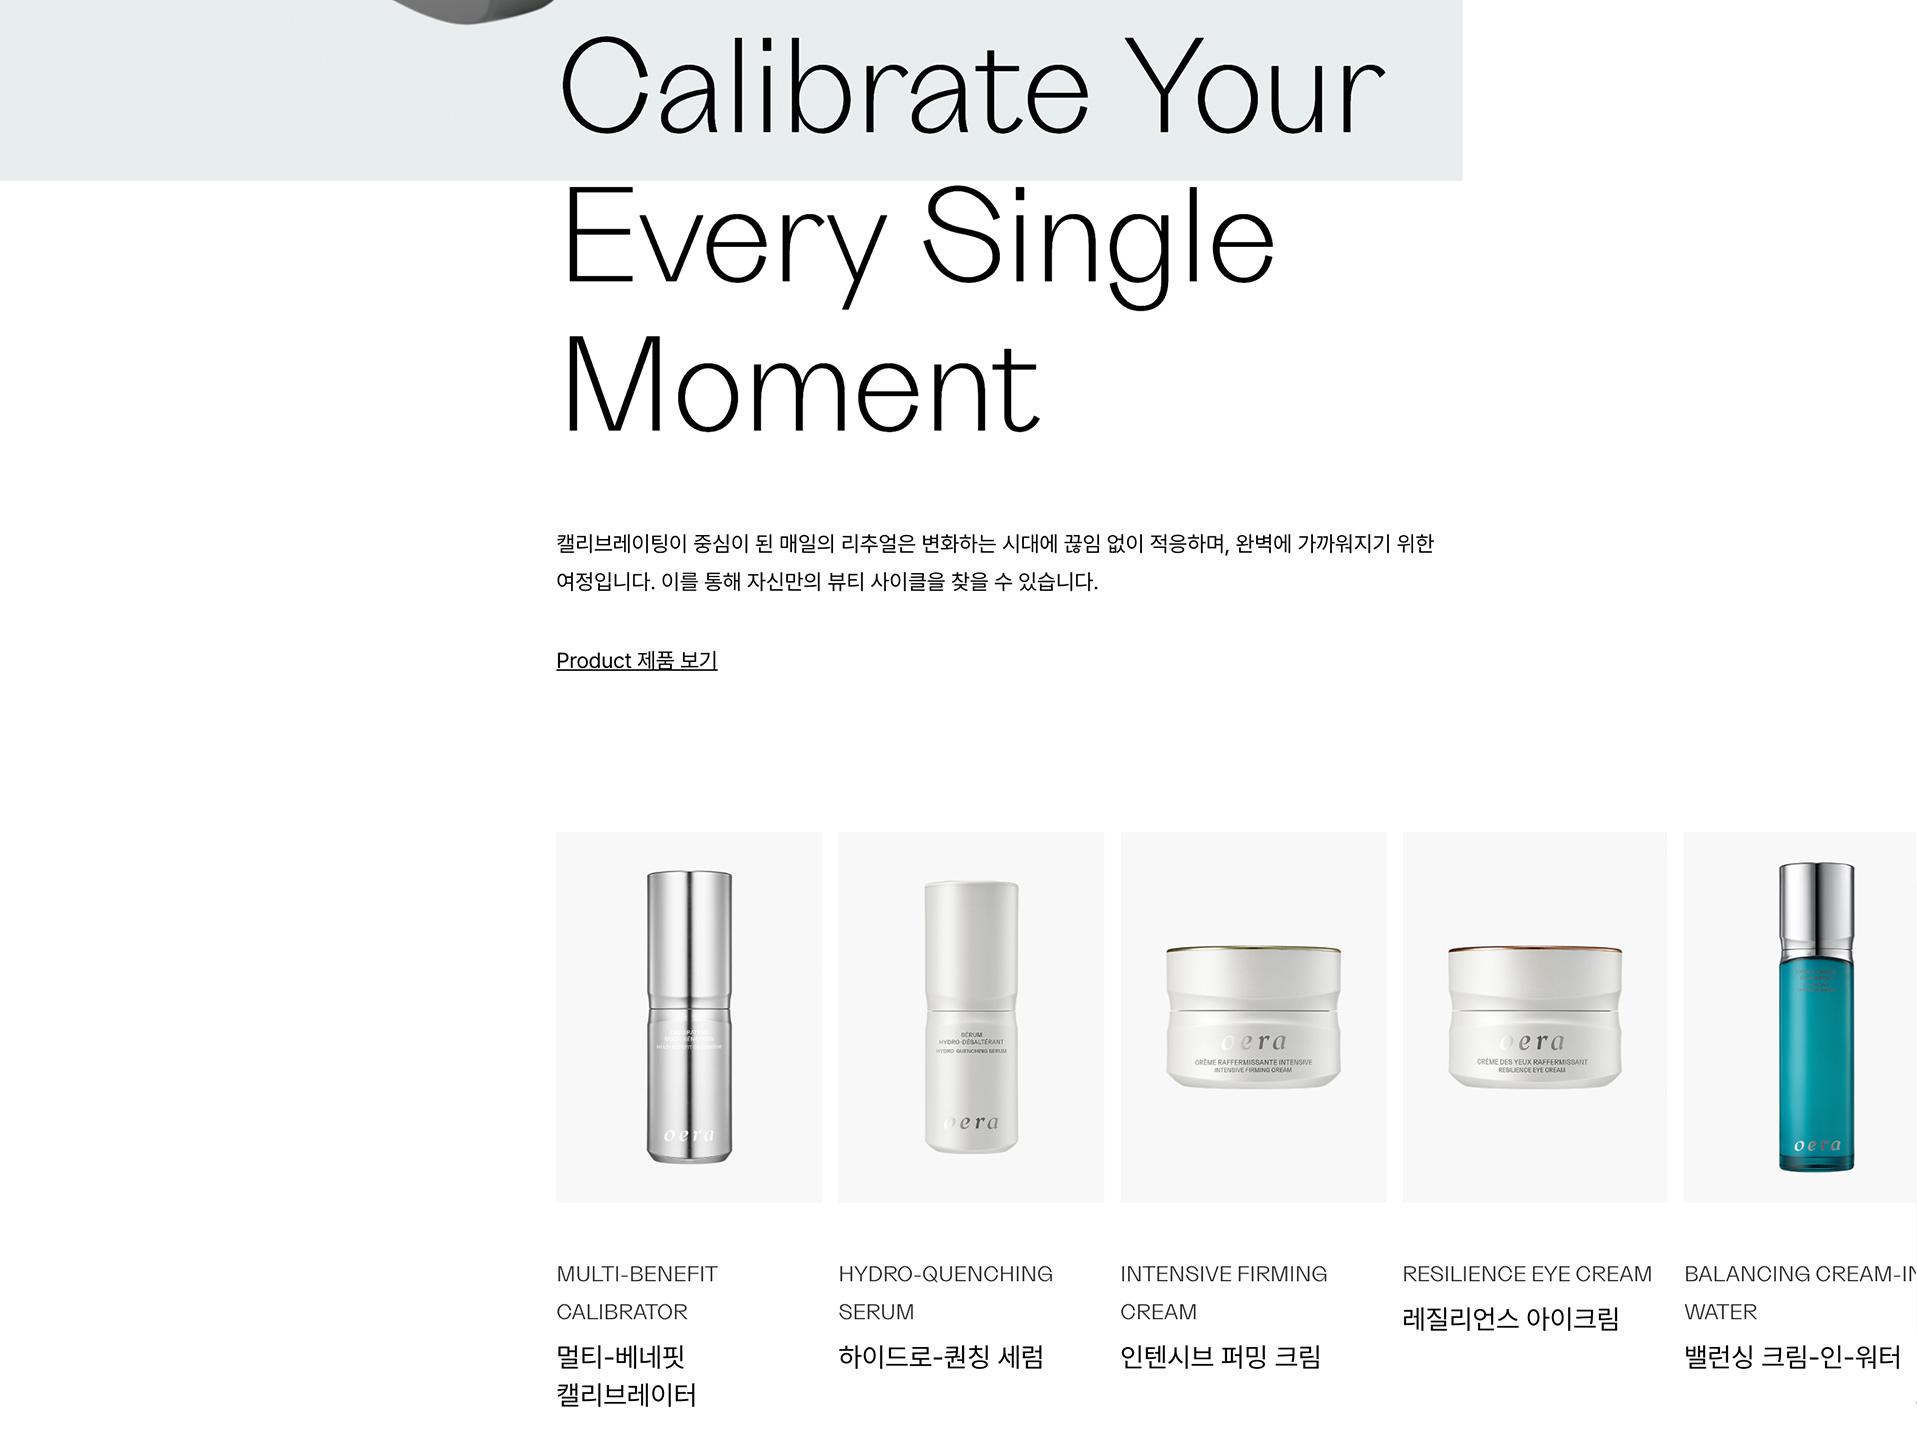 Calibrate Your
Every Single
Moment
캘리브레이팅이 중심이 된 매일의 리추얼은 변화하는 시대에 끊임 없이 적응하며, 완벽에 가까워지기 위한
여정입니다. 이를 통해 자신만의 뷰티 사이클을 찾을 수 있습니다.
Product 제품 보기
oera
SÉRUM
HYDRO-DÉSALTÉRANT
HYDRO-QUENCHING SERUM
oera
oera
CRÈME RAFFERMISSANTE INTENSIVE
INTENSIVE FIRMING CREAM
oera
CRÈME DES YEUX RAFFERMISSANT
RESILIENCE EYE CREAM
oera
MULTI-BENEFIT
CALIBRATOR
멀티-베네핏
캘리브레이터
HYDRO-QUENCHING
SERUM
하이드로-퀀칭 세럼
INTENSIVE FIRMING
CREAM
인텐시브 퍼밍 크림
RESILIENCE EYE CREAM
레질리언스 아이크림
BALANCING CREAM-IN
WATER
밸런싱 크림-인-워터